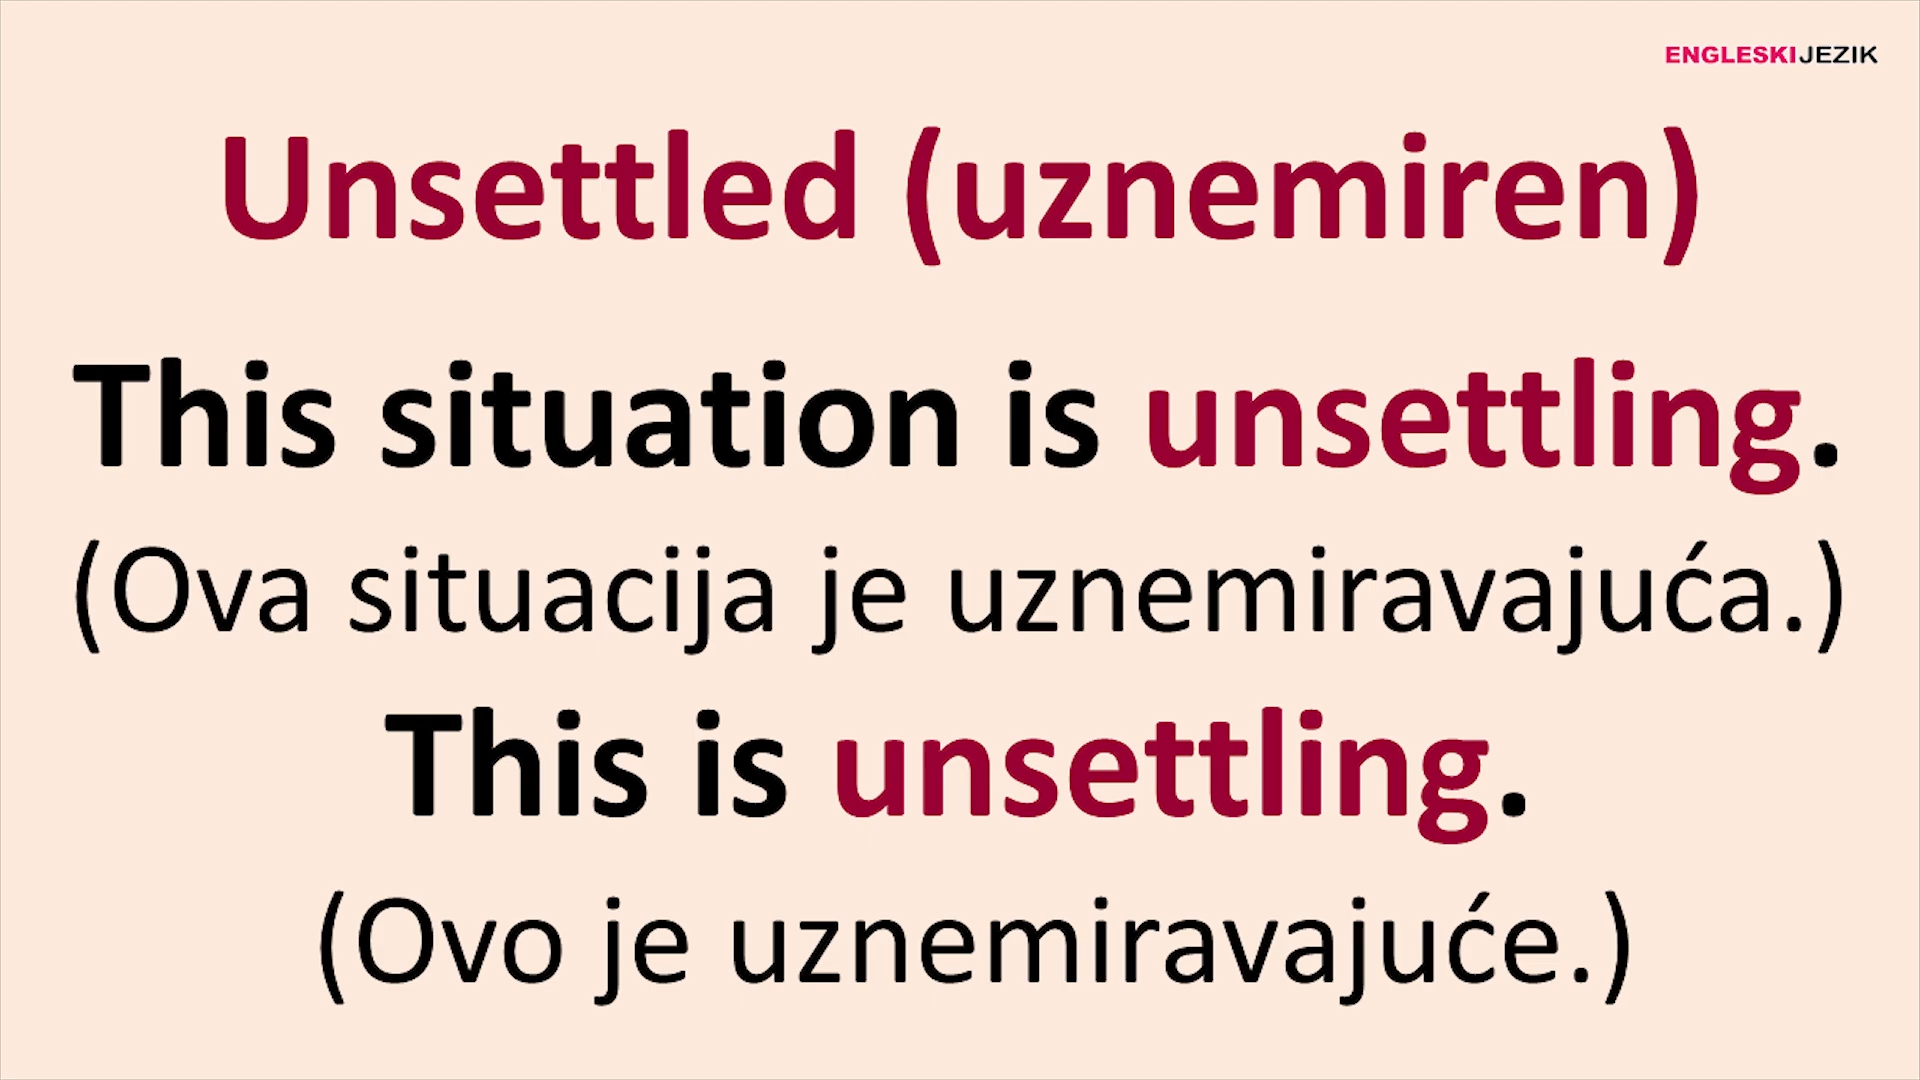 ENGLESKIJEZIK
Unsettled (uznemiren)
This situation is unsettling.
(Ova situacija je uznemiravajuća.)
This is unsettling.
(Ovo je uznemiravajuće.)